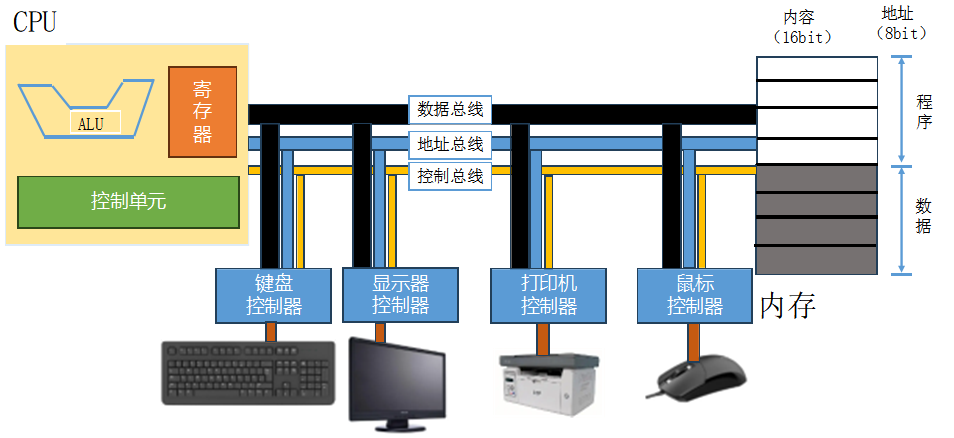 CPU
内容
（16bit）
地址
（8bit）
寄
存
器
ALU
控制单元
数据总线
地址总线
控制总线
程
序
数
据
键盘
控制器
显示器
控制器
打印机
控制器
鼠标
控制器
内存